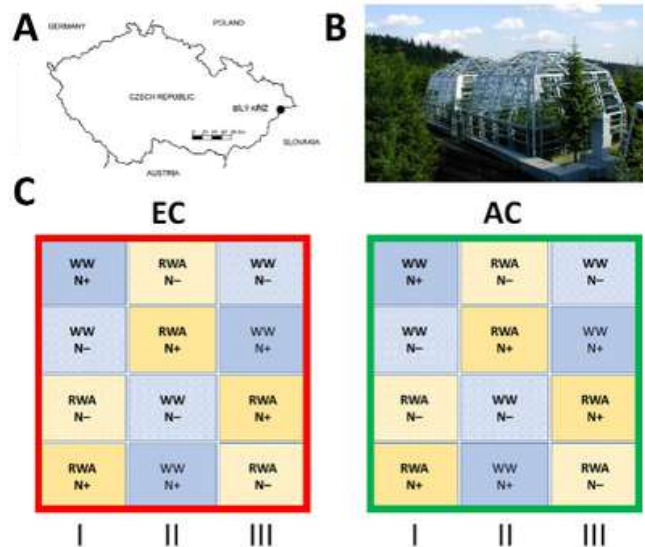 A
GERMANY
POLAND
CZECH REPUBLIC
BÍLÝ KŘÍŽ
SLOVAKIA
AUSTRIA
B
C
EC
AC
WW RWA WW
N+ N– N–
WW RWA WW
N– N+ N+
RWA WW RWA
N– N– N+
RWA WW RWA
N+ N+ N–
I II III
WW RWA WW
N+ N– N–
WW RWA WW
N– N+ N+
RWA WW RWA
N– N– N+
RWA WW RWA
N+ N+ N–
I II III